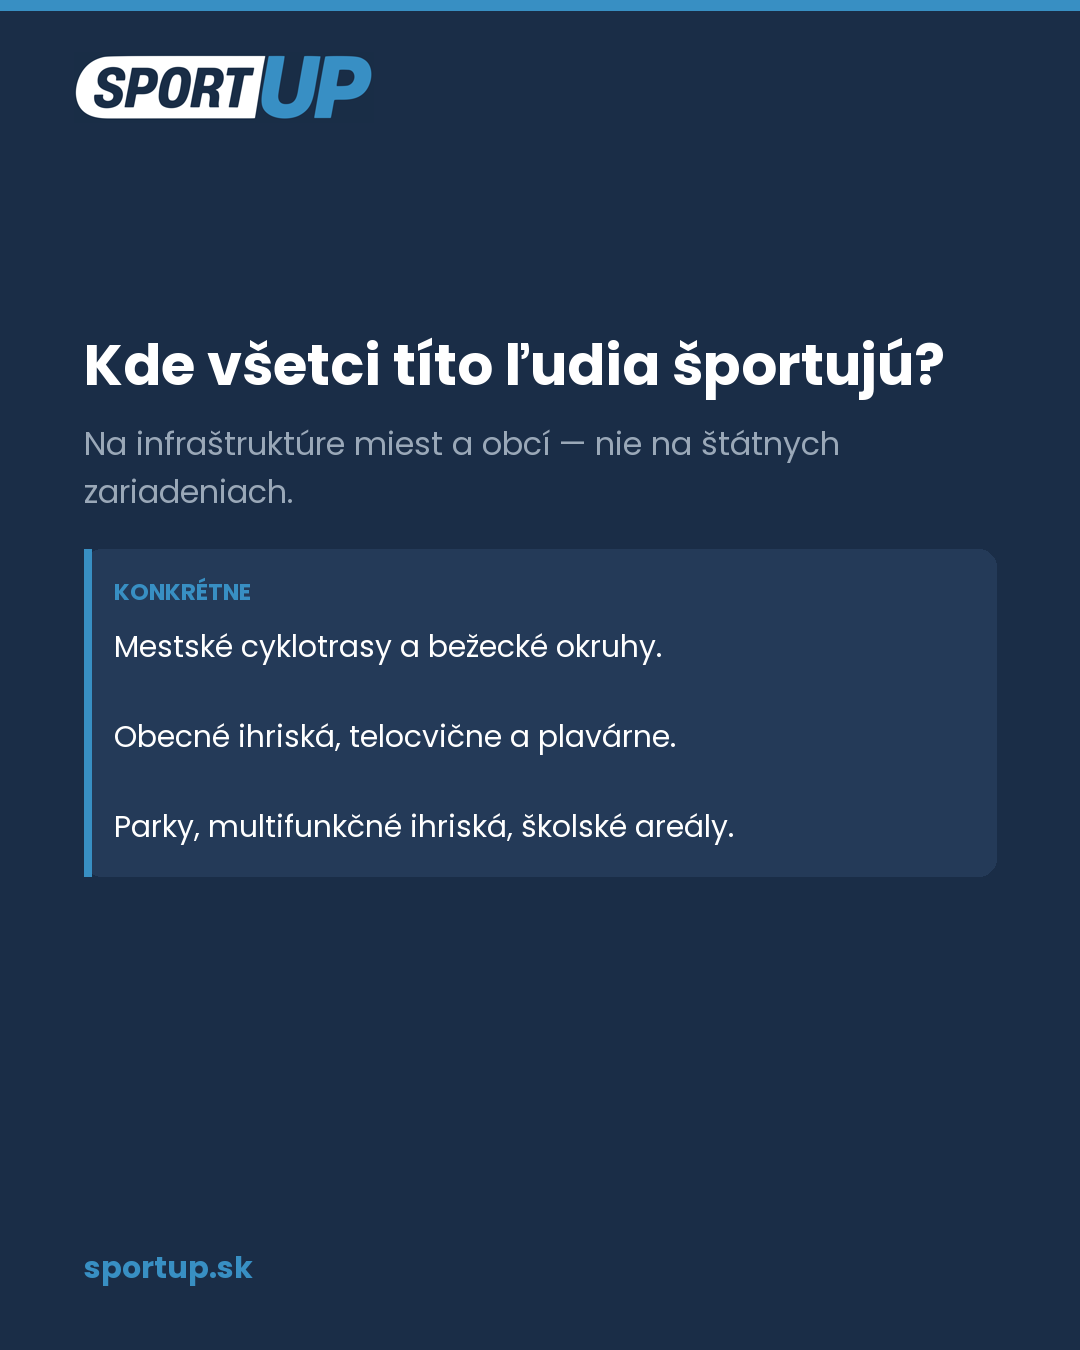 SPORTUP
Kde všetci títo ľudia športujú?
Na infraštruktúre miest a obcí — nie na štátnych
zariadeniach.
KONKRÉTNE
Mestské cyklotrasy a bežecké okruhy.
Obecné ihriská, telocvične a plavárne.
Parky, multifunkčné ihriská, školské areály.
sportup.sk